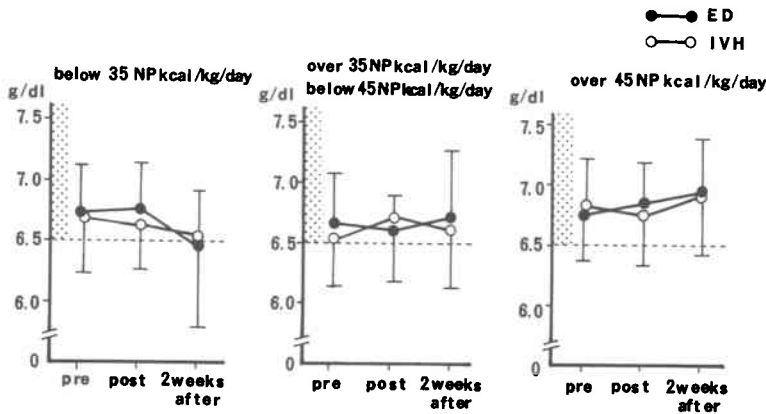 ED
IVH
below 35 NPkcal/kg/day
over 35NPkcal/kg/day
below 45NPkcal/kg/day
over 45NPkcal/kg/day
g/dl
7.5
7.0
6.5
6.0
0
pre post 2weeks
after
g/dl
7.5
7.0
6.5
6.0
0
pre post 2weeks
after
g/dl
7.5
7.0
6.5
6.0
0
pre post 2weeks
after